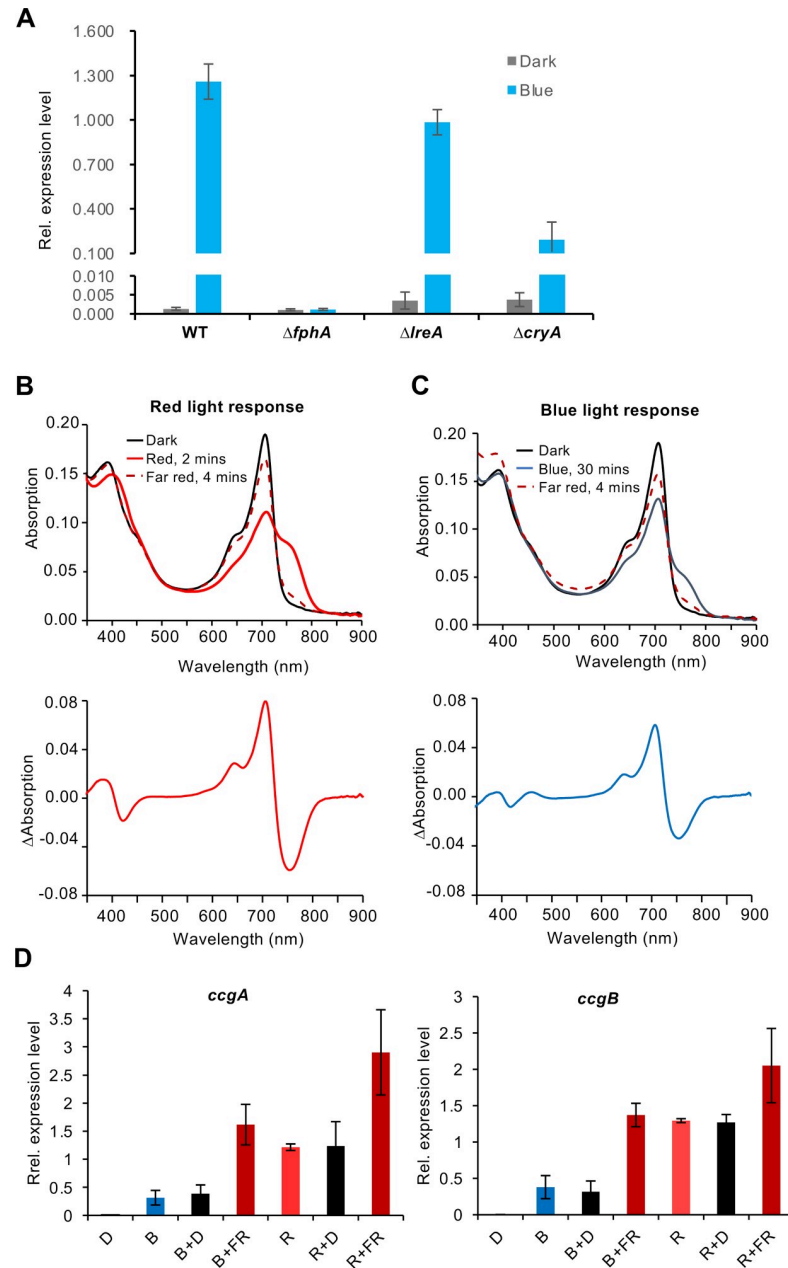 A
1.600
1.300
1.000
0.700
0.400
0.100
0.010
0.005
0.000
Rel. expression level
Dark
Blue
WT
ΔfphA
ΔlreA
ΔcryA
B
Red light response
0.20
0.15
0.10
0.05
0.00
Absorption
Dark
Red, 2 mins
Far red, 4 mins
400
500
600
700
800
900
Wavelength (nm)
0.08
0.04
0.00
-0.04
-0.08
ΔAbsorption
400
500
600
700
800
900
Wavelength (nm)
C
Blue light response
0.20
0.15
0.10
0.05
0.00
Absorption
Dark
Blue, 30 mins
Far red, 4 mins
400
500
600
700
800
900
Wavelength (nm)
0.08
0.04
0.00
-0.04
-0.08
ΔAbsorption
400
500
600
700
800
900
Wavelength (nm)
D
ccgA
4
3.5
3
2.5
2
1.5
1
0.5
0
Rrel. expression level
D
B
B+D
B+FR
R
R+D
R+FR
ccgB
3
2.5
2
1.5
1
0.5
0
Rel. expression level
D
B
B+D
B+FR
R
R+D
R+FR